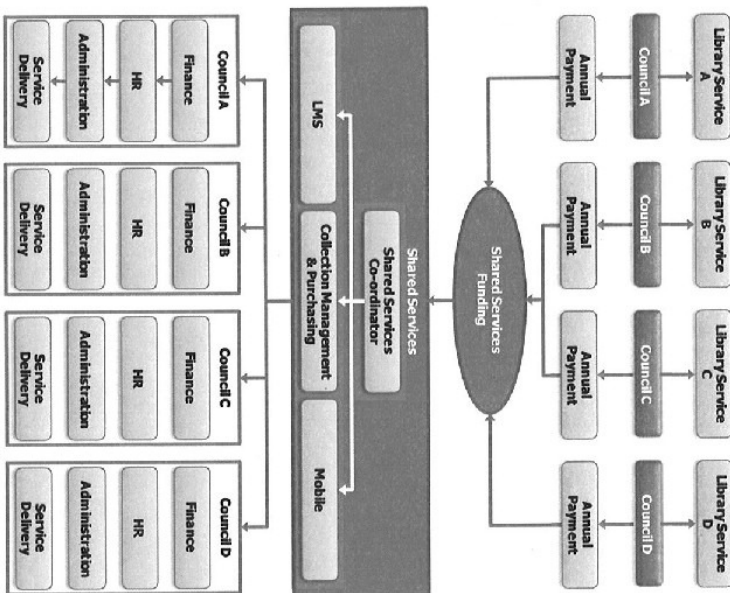 Library Service
A
Library Service
B
Library Service
C
Library Service
D
Council A
Council B
Council C
Council D
Annual
Payment
Annual
Payment
Annual
Payment
Annual
Payment
Shared Services
Funding
Shared Services
Shared Services
Co-ordinator
LMS
Collection Management
& Purchasing
Mobile
Council A
Finance
HR
Administration
Service
Delivery
Council B
Finance
HR
Administration
Service Delivery
Council C
Finance
HR
Administration
Service Delivery
Council D
Finance
HR
Administration
Service
Delivery